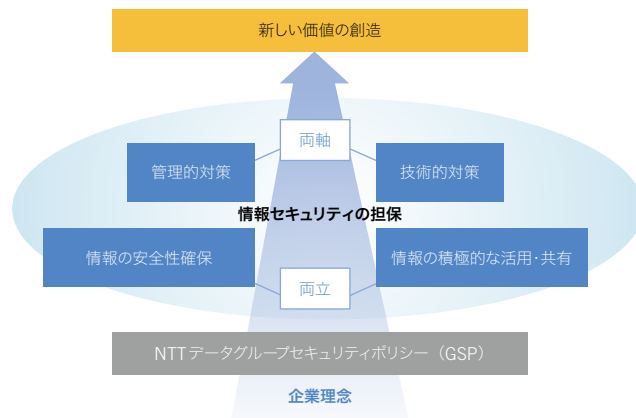 新しい価値の創造
両軸
管理的対策
技術的対策
情報セキュリティの担保
情報の安全性確保
情報の積極的な活用・共有
両立
NTTデータグループセキュリティポリシー（GSP）
企業理念